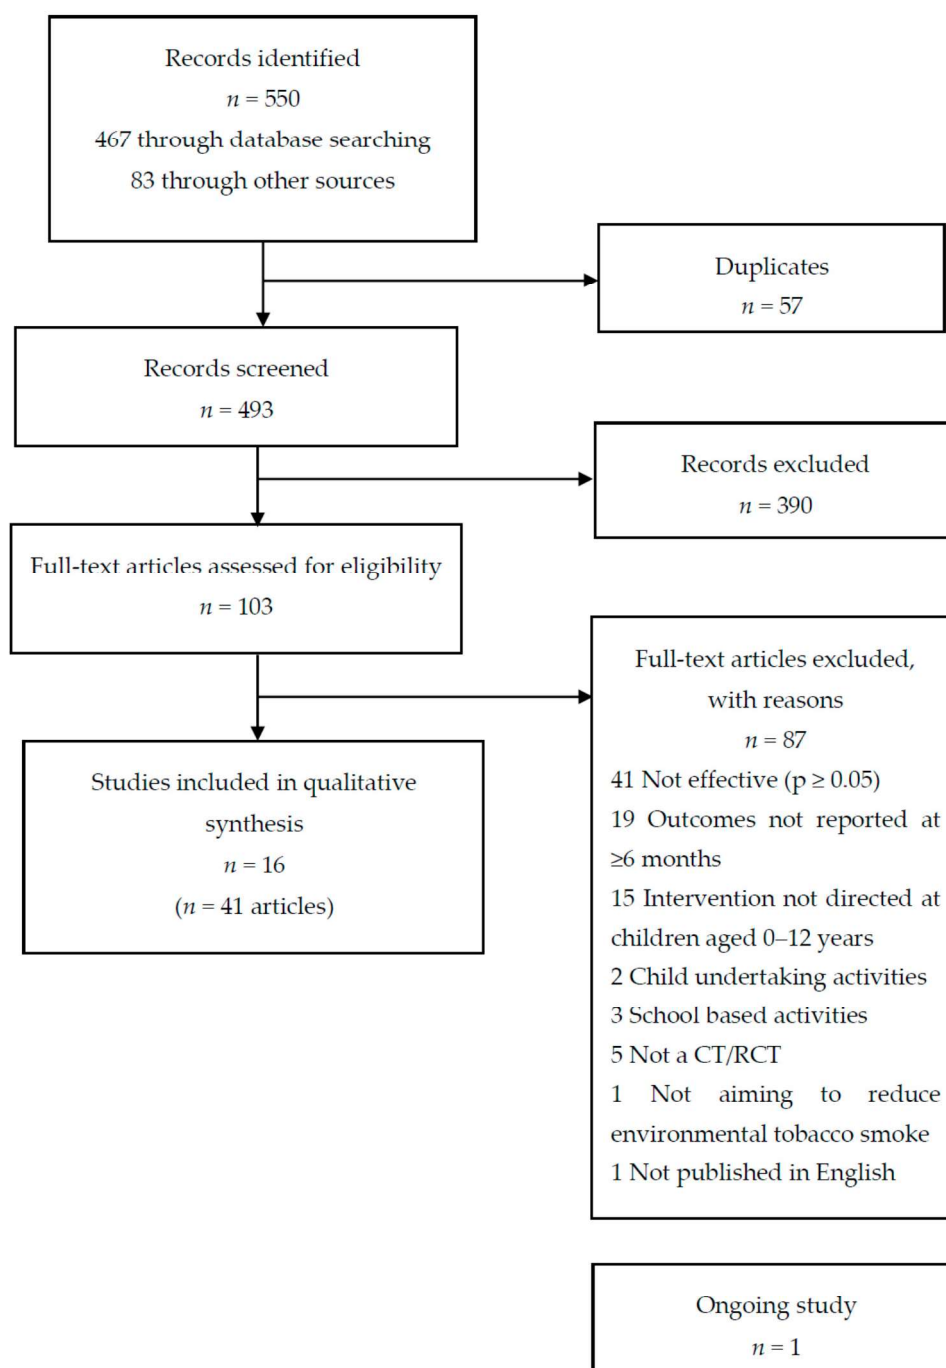 Records identified
n = 550
467 through database searching
83 through other sources
Duplicates
n = 57
Records screened
n = 493
Records excluded
n = 390
Full-text articles assessed for eligibility
n = 103
Full-text articles excluded,
with reasons
n = 87
41 Not effective (p ≥ 0.05)
19 Outcomes not reported at
≥6 months
15 Intervention not directed at
children aged 0–12 years
2 Child undertaking activities
3 School based activities
5 Not a CT/RCT
1 Not aiming to reduce
environmental tobacco smoke
1 Not published in English
Studies included in qualitative
synthesis
n = 16
(n = 41 articles)
Ongoing study
n = 1